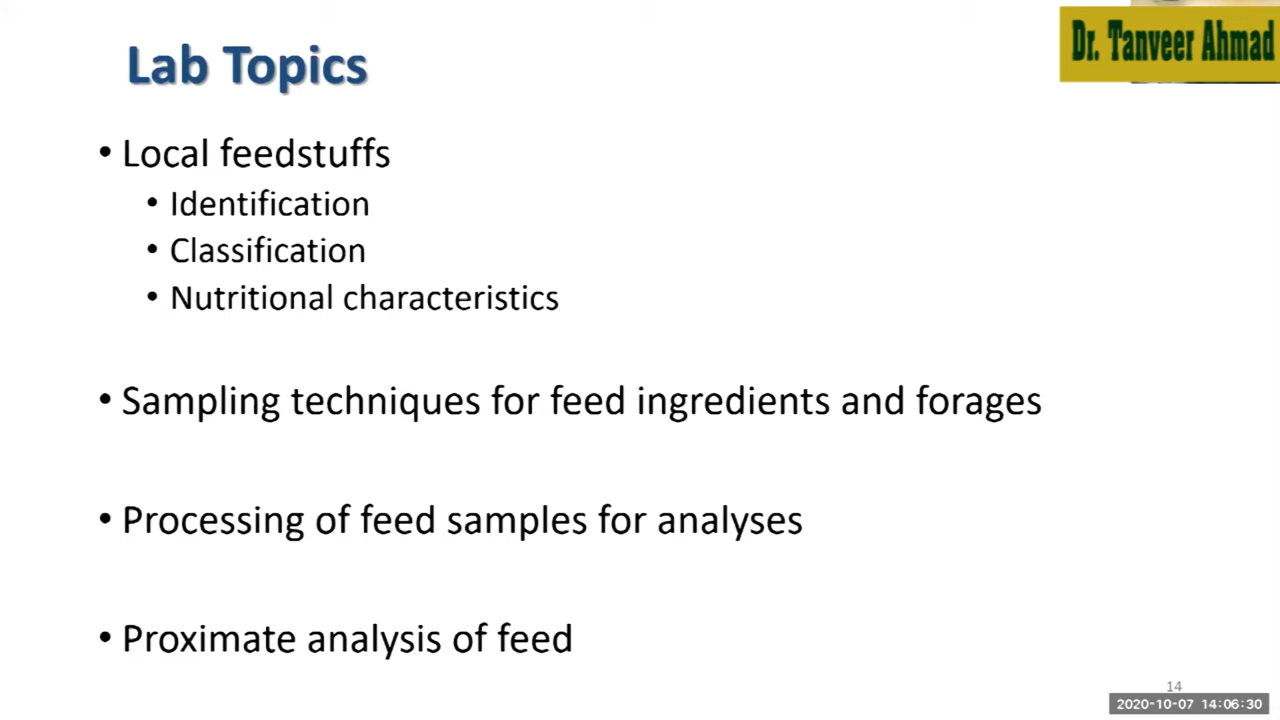 Dr. Tanveer Ahmad
Lab Topics
• Local feedstuffs
• Identification
• Classification
• Nutritional characteristics
• Sampling techniques for feed ingredients and forages
• Processing of feed samples for analyses
• Proximate analysis of feed
14
2020-10-07 14:06:30